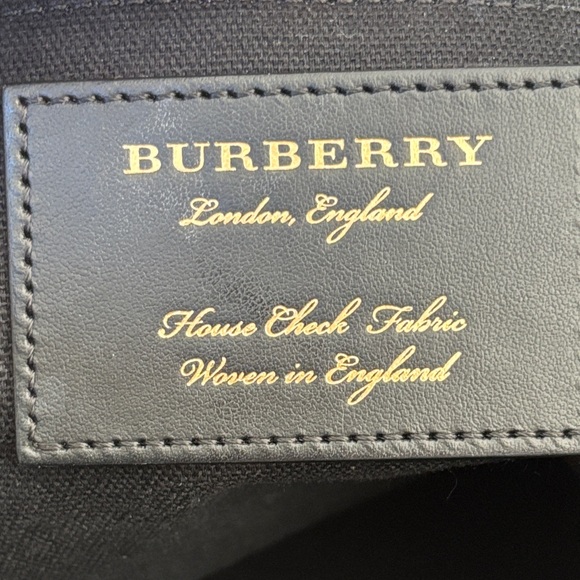 BURBERRY
London, England
House Check Fabric
Woven in England